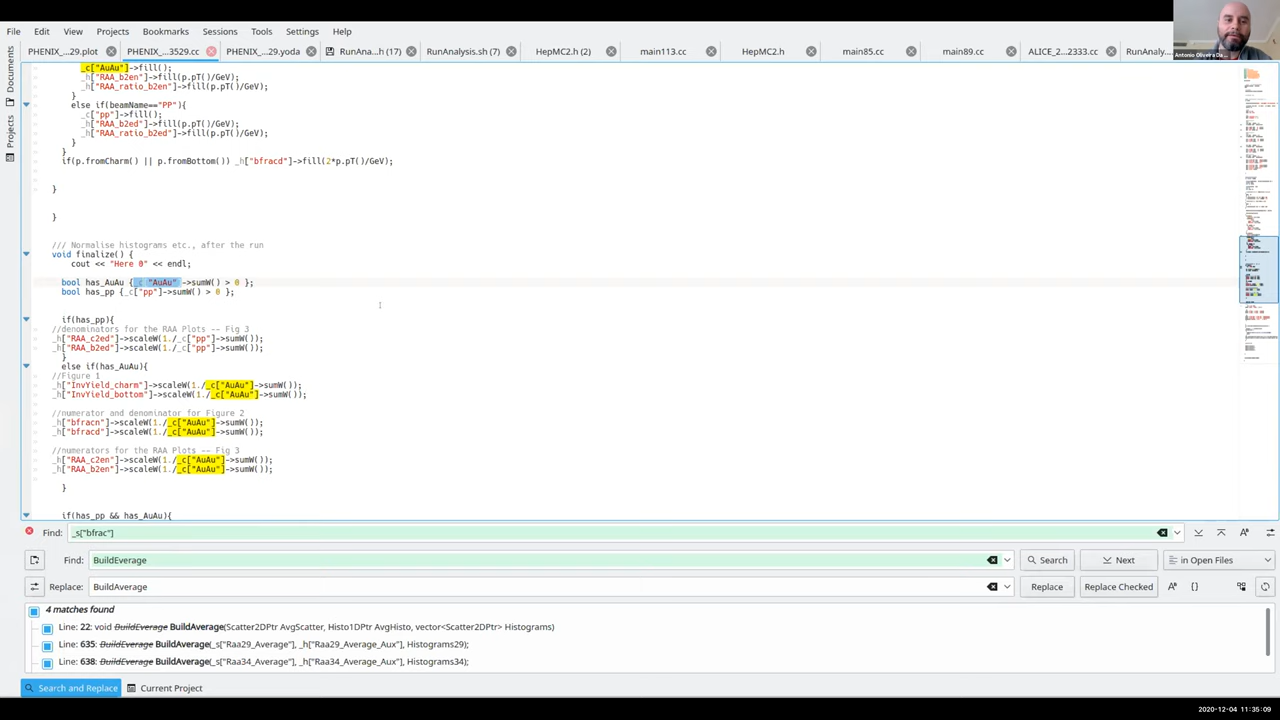 File Edit View Projects Bookmarks Sessions Tools Settings Help
PHENIX_...29.plot PHENIX_...3529.cc PHENIX_...29.yoda RunAna...h (17) RunAnalysis.sh (7) HepMC2.h (2) main113.cc HepMC2.h main85.cc main89.cc ALICE_2...2333.cc RunAnaly...
Antonio Oliveira Da ...
Documents
Projects
_c["AuAu"]->fill();
_h["RAA_b2en"]->fill(p.pT()/GeV);
_h["RAA_ratio_b2en"]->fill(p.pT()/GeV);
}
else if(beamName=="PP"){
_c["pp"]->fill();
_h["RAA_b2ed"]->fill(p.pT()/GeV);
_h["RAA_ratio_b2ed"]->fill(p.pT()/GeV);
}
}
if(p.fromCharm() || p.fromBottom()) _h["bfracd"]->fill(2*p.pT()/GeV);
}
}
/// Normalise histograms etc., after the run
void finalize() {
cout << "Here 0" << endl;
bool has_AuAu {_c["AuAu"]->sumW() > 0 };
bool has_pp {_c["pp"]->sumW() > 0 };
if(has_pp){
//denominators for the RAA Plots -- Fig 3
_h["RAA_c2ed"]->scaleW(1./_c["pp"]->sumW());
_h["RAA_b2ed"]->scaleW(1./_c["pp"]->sumW());
}
else if(has_AuAu){
//Figure 1
_h["InvYield_charm"]->scaleW(1./_c["AuAu"]->sumW());
_h["InvYield_bottom"]->scaleW(1./_c["AuAu"]->sumW());
//numerator and denominator for Figure 2
_h["bfracn"]->scaleW(1./_c["AuAu"]->sumW());
_h["bfracd"]->scaleW(1./_c["AuAu"]->sumW());
//numerators for the RAA Plots -- Fig 3
_h["RAA_c2en"]->scaleW(1./_c["AuAu"]->sumW());
_h["RAA_b2en"]->scaleW(1./_c["AuAu"]->sumW());
}
if(has_pp && has_AuAu){
Find: _s["bfrac"]
Find: BuildEverage Search Next in Open Files
Replace: BuildAverage Replace Replace Checked
4 matches found
Line: 22: void BuildEverage BuildAverage(Scatter2DPtr AvgScatter, Histo1DPtr AvgHisto, vector<Scatter2DPtr> Histograms)
Line: 635: BuildEverage BuildAverage(_s["Raa29_Average"], _h["Raa29_Average_Aux"], Histograms29);
Line: 638: BuildEverage BuildAverage(_s["Raa34_Average"], _h["Raa34_Average_Aux"], Histograms34);
Search and Replace Current Project
2020-12-04 11:35:09